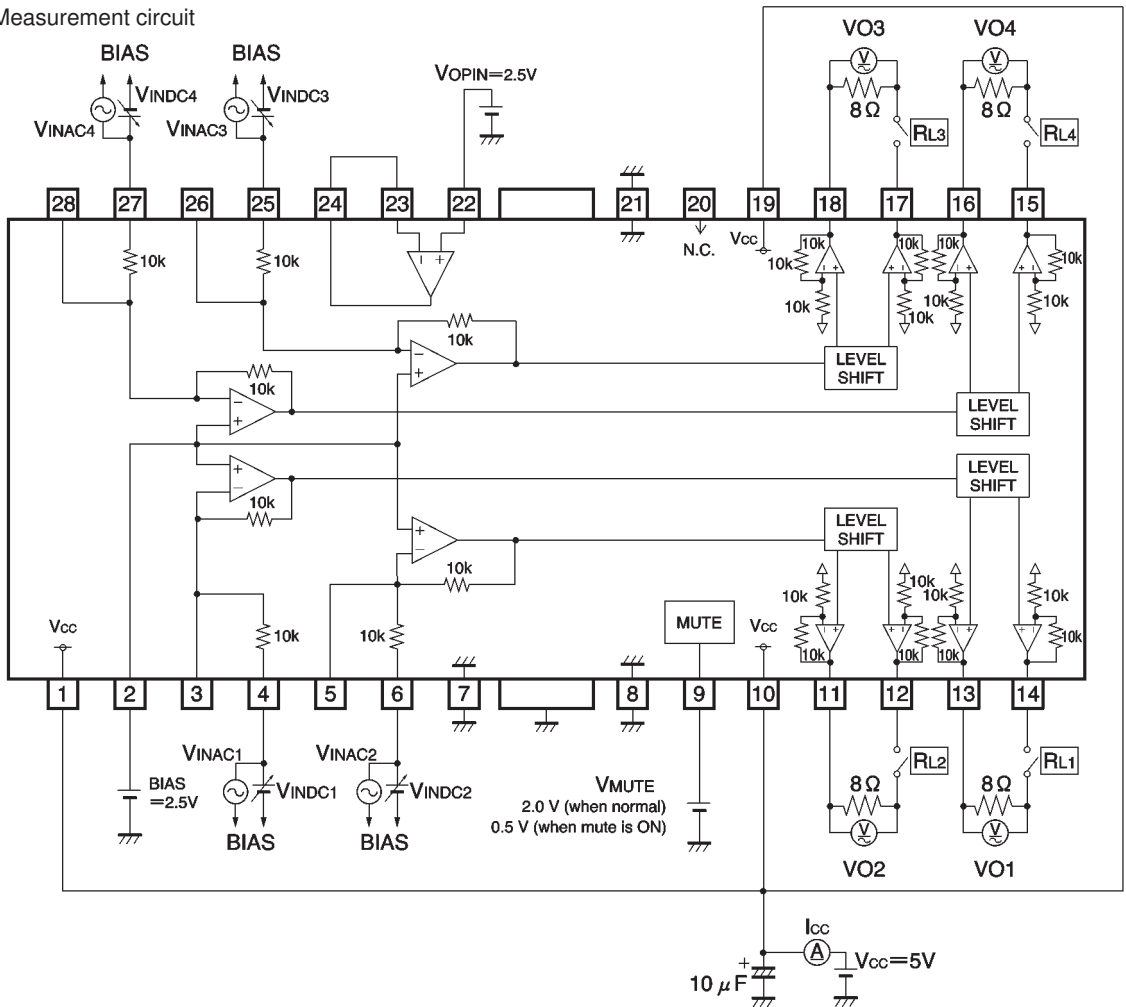 Measurement circuit
BIAS BIAS
VINDC4 VINDC3
VINAC4 VINAC3
VOPIN=2.5V
VO3 VO4
8Ω 8Ω
RL3 RL4
28 27 26 25 24 23 22 21 20 19 18 17 16 15
N.C.
VCC
10k 10k
− +
10k 10k 10k 10k
10k 10k 10k 10k
− + + − − + + −
10k
− +
LEVEL SHIFT
10k
− +
LEVEL SHIFT
+ −
10k
LEVEL SHIFT
+ −
10k
LEVEL SHIFT
10k 10k
10k 10k 10k 10k
− + − + − + − +
10k 10k 10k 10k
MUTE
VCC VCC
1 2 3 4 5 6 7 8 9 10 11 12 13 14
BIAS
=2.5V
VINAC1 VINAC2
VINDC1 VINDC2
BIAS BIAS
VMUTE
2.0 V (when normal)
0.5 V (when mute is ON)
RL2 RL1
8Ω 8Ω
V V
VO2 VO1
ICC
A
VCC=5V
+
10 μF